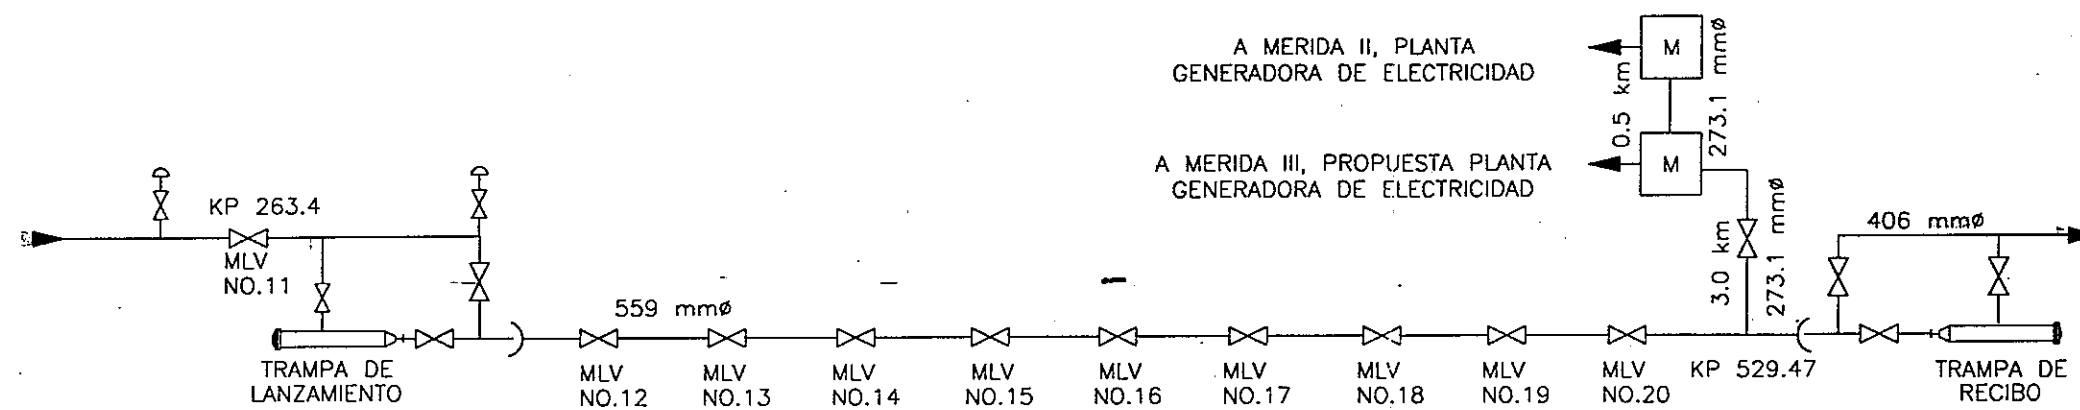 A MERIDA II, PLANTA
GENERADORA DE ELECTRICIDAD
M
0.5 km
273.1 mmø
A MERIDA III, PROPUESTA PLANTA
GENERADORA DE ELECTRICIDAD
M
KP 263.4
MLV
NO.11
3.0 km
273.1 mmø
406 mmø
559 mmø
TRAMPA DE
LANZAMIENTO
MLV
NO.12
MLV
NO.13
MLV
NO.14
MLV
NO.15
MLV
NO.16
MLV
NO.17
MLV
NO.18
MLV
NO.19
MLV
NO.20
KP 529.47
TRAMPA DE
RECIBO